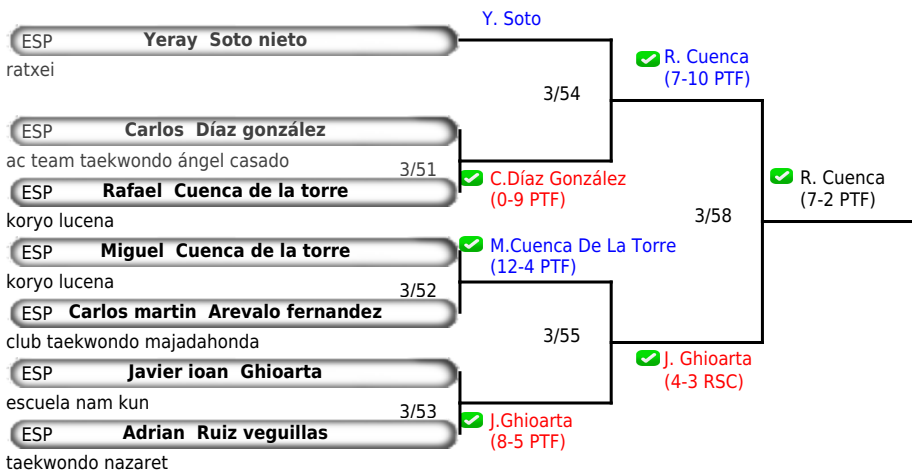 Y. Soto
ESP Yeray Soto nieto
ratxei
R. Cuenca
(7-10 PTF)
3/54
ESP Carlos Díaz gonzález
ac team taekwondo ángel casado
3/51
ESP Rafael Cuenca de la torre
koryo lucena
C.Díaz González
(0-9 PTF)
R. Cuenca
(7-2 PTF)
3/58
ESP Miguel Cuenca de la torre
koryo lucena
M.Cuenca De La Torre
(12-4 PTF)
3/52
ESP Carlos martin Arevalo fernandez
club taekwondo majadahonda
3/55
J. Ghioarta
(4-3 RSC)
ESP Javier ioan Ghioarta
escuela nam kun
3/53
ESP Adrian Ruiz veguillas
taekwondo nazaret
J.Ghioarta
(8-5 PTF)